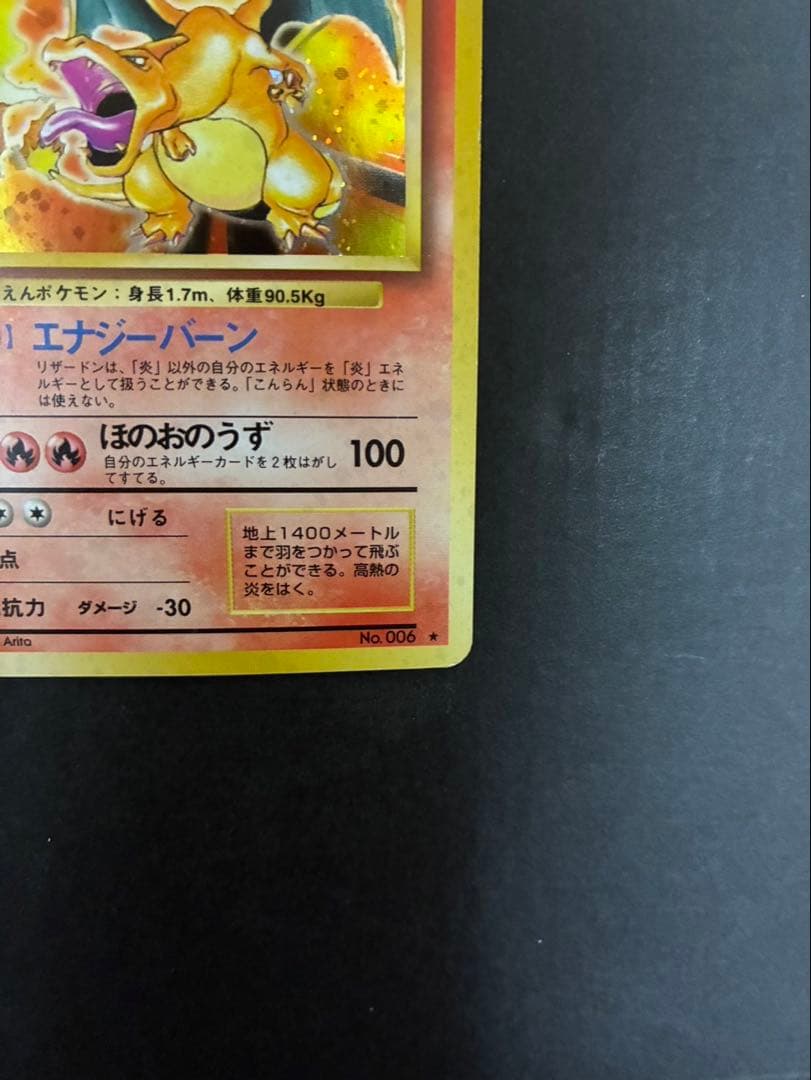 えんポケモン：身長1.7m、体重90.5Kg
エナジーバーン
リザードンは、「炎」以外の自分のエネルギーを「炎」エネ
ルギーとして扱うことができる。「こんらん」状態のときに
は使えない。
ほのおのうず 100
自分のエネルギーカードを2枚はがし
てすてる。
にげる
地上1400メートル
まで羽をつかって飛ぶ
ことができる。高熱の
炎をはく。
点
抗力 ダメージ -30
Arita
No. 006 ★